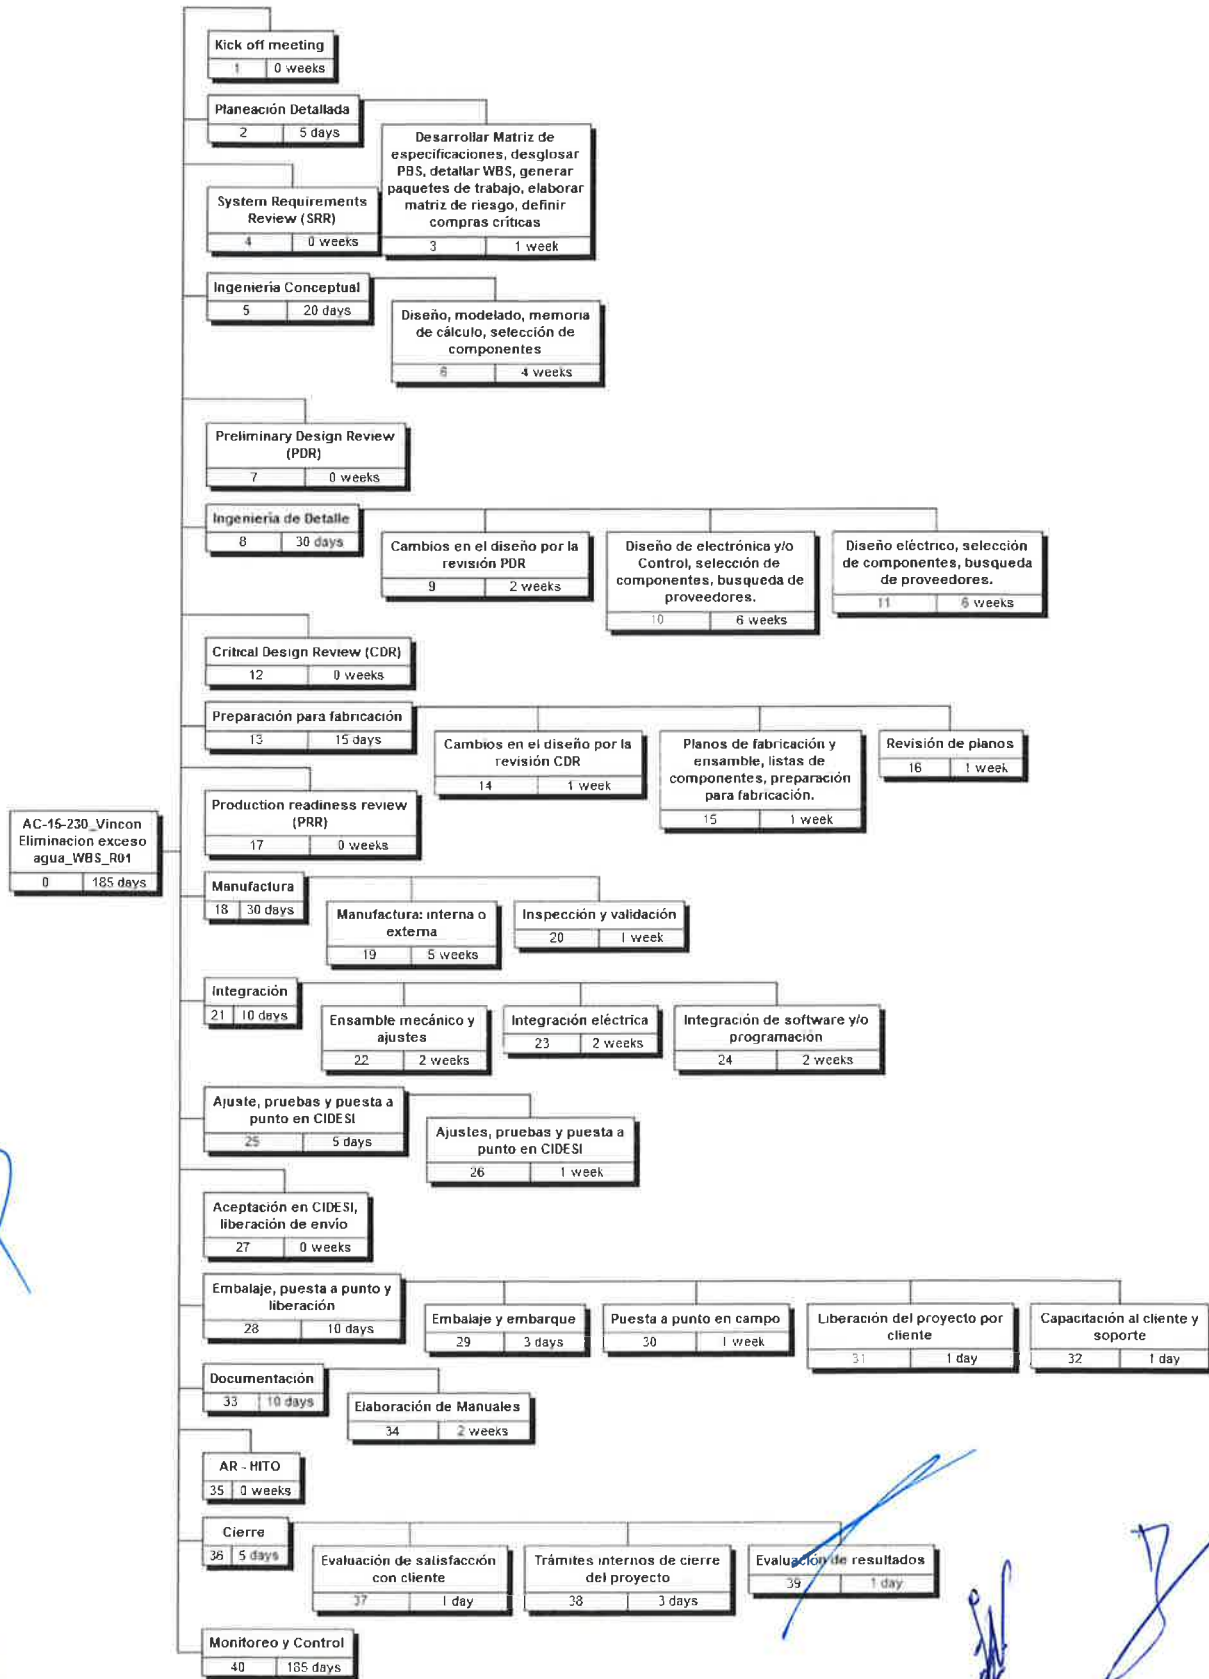 Kick off meeting
1 0 weeks
Planeación Detallada
2 5 days
Desarrollar Matriz de
especificaciones, desglosar
PBS, detallar WBS, generar
paquetes de trabajo, elaborar
matriz de riesgo, definir
compras críticas
3 1 week
System Requirements
Review (SRR)
4 0 weeks
Ingeniería Conceptual
5 20 days
Diseño, modelado, memoria
de cálculo, selección de
componentes
6 4 weeks
Preliminary Design Review
(PDR)
7 0 weeks
Ingeniería de Detalle
8 30 days
Cambios en el diseño por la
revisión PDR
9 2 weeks
Diseño de electrónica y/o
Control, selección de
componentes, busqueda de
proveedores.
10 6 weeks
Diseño eléctrico, selección
de componentes, busqueda
de proveedores.
11 6 weeks
Critical Design Review (CDR)
12 0 weeks
Preparación para fabricación
13 15 days
Cambios en el diseño por la
revisión CDR
14 1 week
Planos de fabricación y
ensamble, listas de
componentes, preparación
para fabricación.
15 1 week
Revisión de planos
16 1 week
Production readiness review
(PRR)
17 0 weeks
AC-15-230_Vincon
Eliminacion exceso
agua_WBS_R01
0 185 days
Manufactura
18 30 days
Manufactura: interna o
externa
19 5 weeks
Inspección y validación
20 1 week
Integración
21 10 days
Ensamble mecánico y
ajustes
22 2 weeks
Integración eléctrica
23 2 weeks
Integración de software y/o
programación
24 2 weeks
Ajuste, pruebas y puesta a
punto en CIDESI
25 5 days
Ajustes, pruebas y puesta a
punto en CIDESI
26 1 week
Aceptación en CIDESI,
liberación de envío
27 0 weeks
Embalaje, puesta a punto y
liberación
28 10 days
Embalaje y embarque
29 3 days
Puesta a punto en campo
30 1 week
Liberación del proyecto por
cliente
31 1 day
Capacitación al cliente y
soporte
32 1 day
Documentación
33 10 days
Elaboración de Manuales
34 2 weeks
AR - HITO
35 0 weeks
Cierre
36 5 days
Evaluación de satisfacción
con cliente
37 1 day
Trámites internos de cierre
del proyecto
38 3 days
Evaluación de resultados
39 1 day
Monitoreo y Control
40 185 days